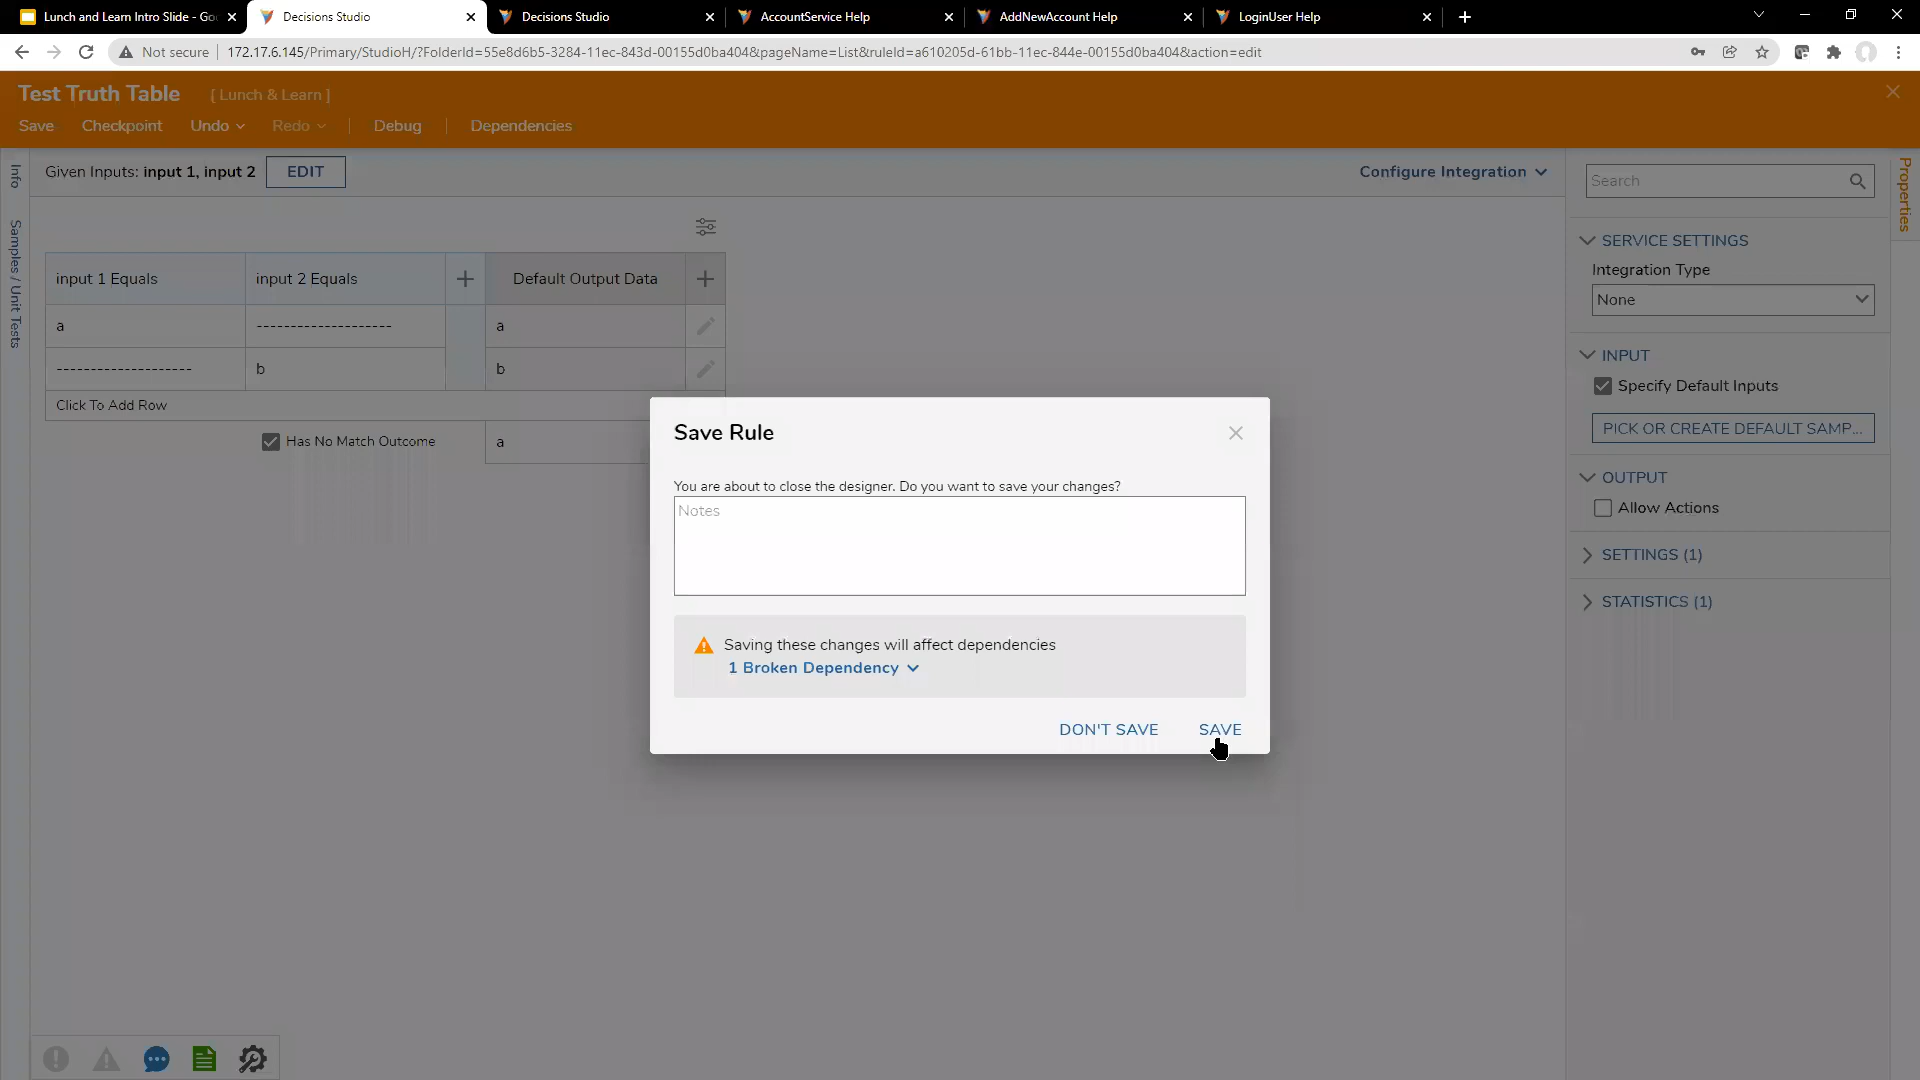 Lunch and Learn Intro Slide - Go
Decisions Studio
Decisions Studio
AccountService Help
AddNewAccount Help
LoginUser Help
Not secure
172.17.6.145/Primary/StudioH/?FolderId=55e8d6b5-3284-11ec-843d-00155d0ba404&pageName=List&ruleId=a610205d-61bb-11ec-844e-00155d0ba404&action=edit
Test Truth Table [ Lunch & Learn ]
Save Checkpoint Undo Redo Debug Dependencies
Info
Samples / Unit Tests
Given Inputs: input 1, input 2 EDIT
Configure Integration
input 1 Equals input 2 Equals + Default Output Data +
a -------------------- a
-------------------- b b
Click To Add Row
Has No Match Outcome a
Save Rule
You are about to close the designer. Do you want to save your changes?
Notes
Saving these changes will affect dependencies
1 Broken Dependency
DON'T SAVE SAVE
Search
Properties
SERVICE SETTINGS
Integration Type
None
INPUT
Specify Default Inputs
PICK OR CREATE DEFAULT SAMP...
OUTPUT
Allow Actions
SETTINGS (1)
STATISTICS (1)